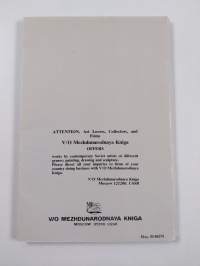 ATTENTION, Art Lovers, Collectors, and
Firms
V/O Mezhdunarodnaya Kniga
OFFERS
works by contemporary Soviet artists of different
genres: painting, drawing and sculpture.
Please direct all your inquiries to firms of your
country doing business with V/O Mezhdunarodnaya
Kniga.
V/O Mezhdunarodnaya Kniga
Moscow 121200, USSR
V/O MEZHDUNARODNAYA KNIGA
MOSCOW 121200 USSR